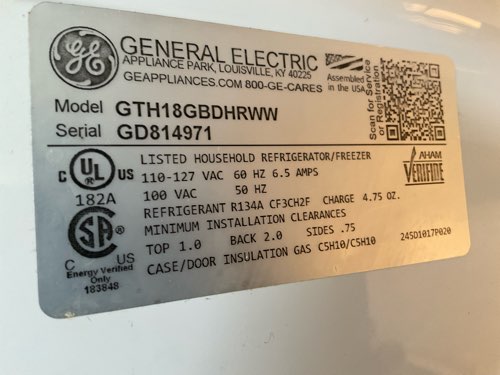 GE
GENERAL ELECTRIC
APPLIANCE PARK, LOUISVILLE, KY 40225
GEAPPLIANCES.COM 800-GE-CARES
Assembled
in the USA
Scan for Service
or Registration
Model GTH18GBDHRWW
Serial GD814971
C UL US
182A
LISTED HOUSEHOLD REFRIGERATOR/FREEZER
110-127 VAC 60 HZ 6.5 AMPS
100 VAC 50 HZ
REFRIGERANT R134A CF3CH2F CHARGE 4.75 OZ.
MINIMUM INSTALLATION CLEARANCES
TOP 1.0 BACK 2.0 SIDES .75
CASE/DOOR INSULATION GAS C5H10/C5H10
245D1017P020
AHAM
VERIFIDE
SA
C US
Energy Verified
Only
183848